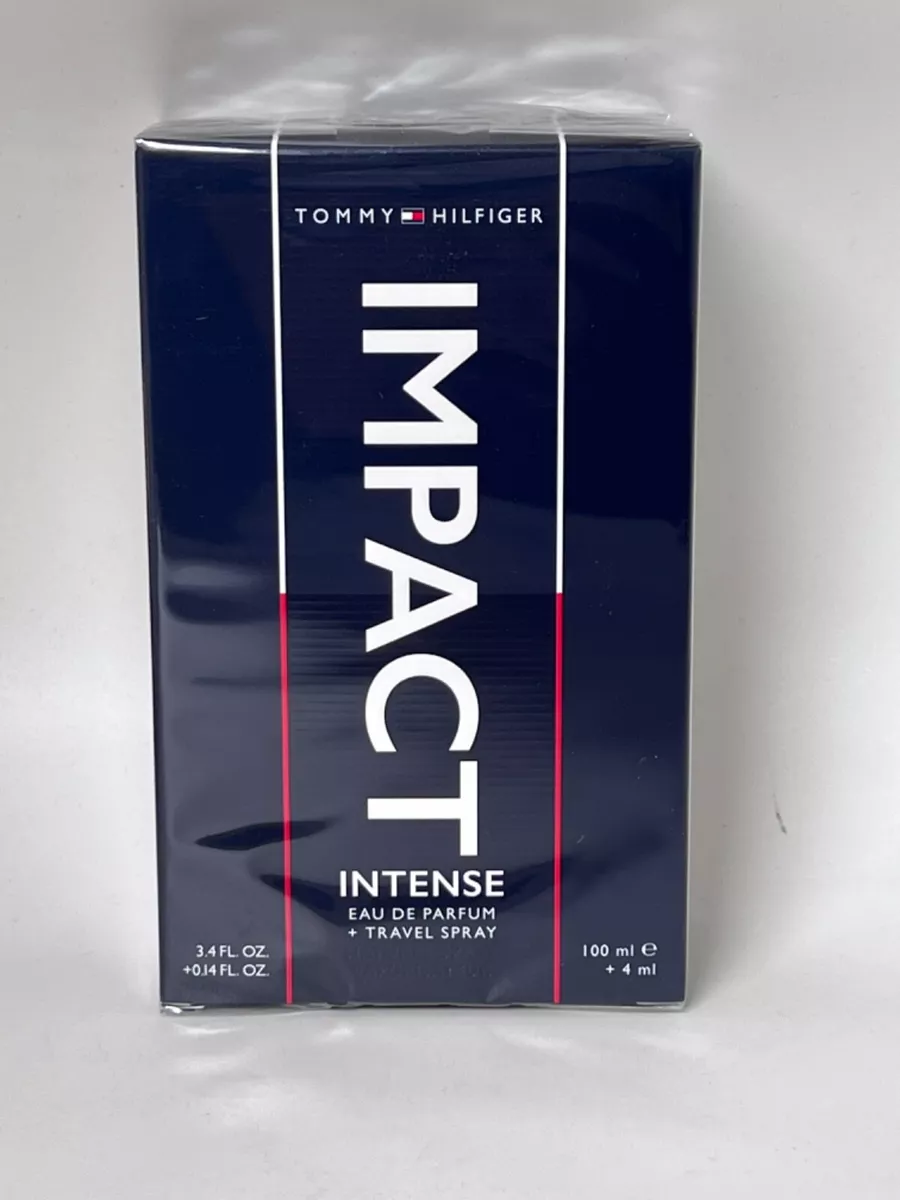 TOMMY HILFIGER
IMPACT
INTENSE
EAU DE PARFUM
+ TRAVEL SPRAY
3.4 FL. OZ.
+0.14 FL. OZ.
100 ml ℮
+ 4 ml